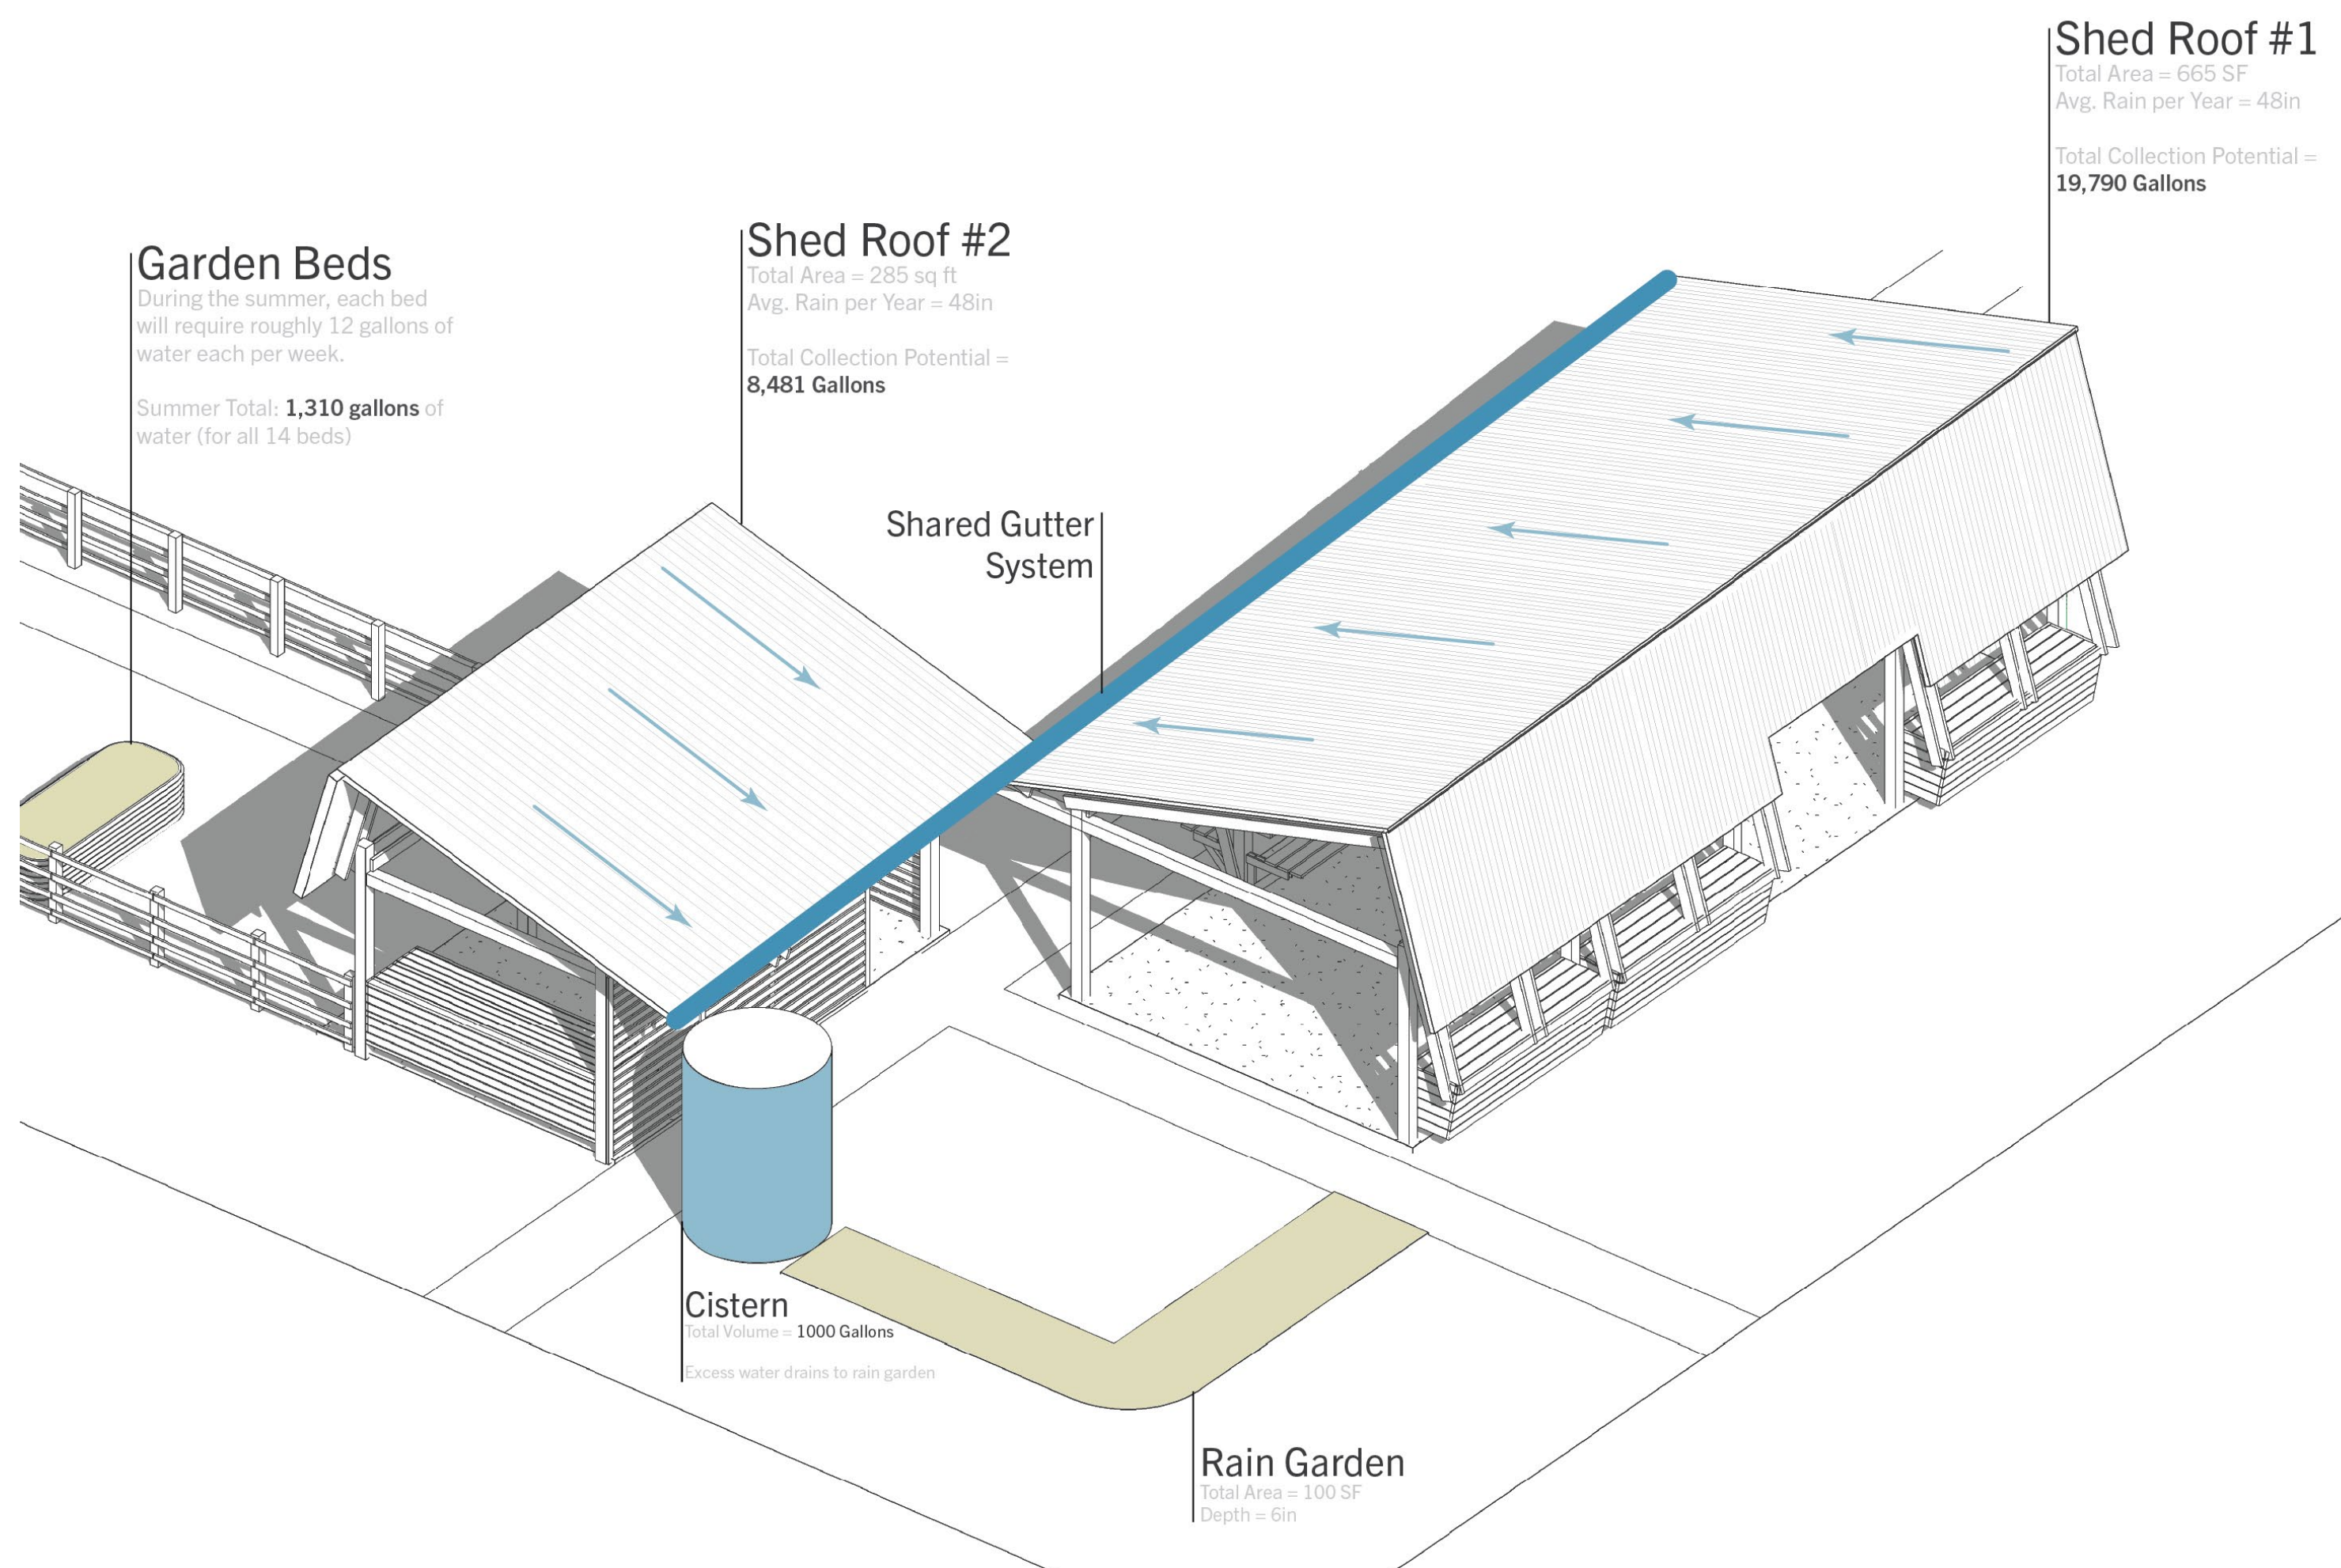 Shed Roof #1
Total Area = 665 SF
Avg. Rain per Year = 48in
Total Collection Potential =
19,790 Gallons
Shed Roof #2
Total Area = 285 sq ft
Avg. Rain per Year = 48in
Total Collection Potential =
8,481 Gallons
Garden Beds
During the summer, each bed
will require roughly 12 gallons of
water each per week.
Summer Total: 1,310 gallons of
water (for all 14 beds)
Shared Gutter
System
Cistern
Total Volume = 1000 Gallons
Excess water drains to rain garden
Rain Garden
Total Area = 100 SF
Depth = 6in